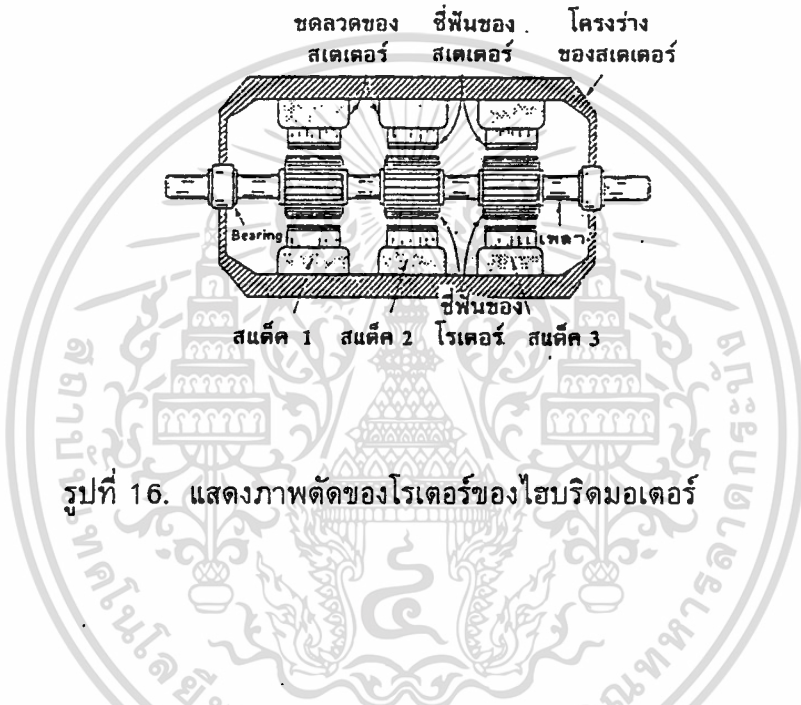 ขดลวดของ ซี่ฟันของ โครงร่าง
สเตเตอร์ สเตเตอร์ ของสเตเตอร์
Bearing เพลา
ซี่ฟันของ
สแต็ค 1 สแต็ค 2 โรเตอร์ สแต็ค 3
รูปที่ 16. แสดงภาพตัดของโรเตอร์ของไฮบริดมอเตอร์